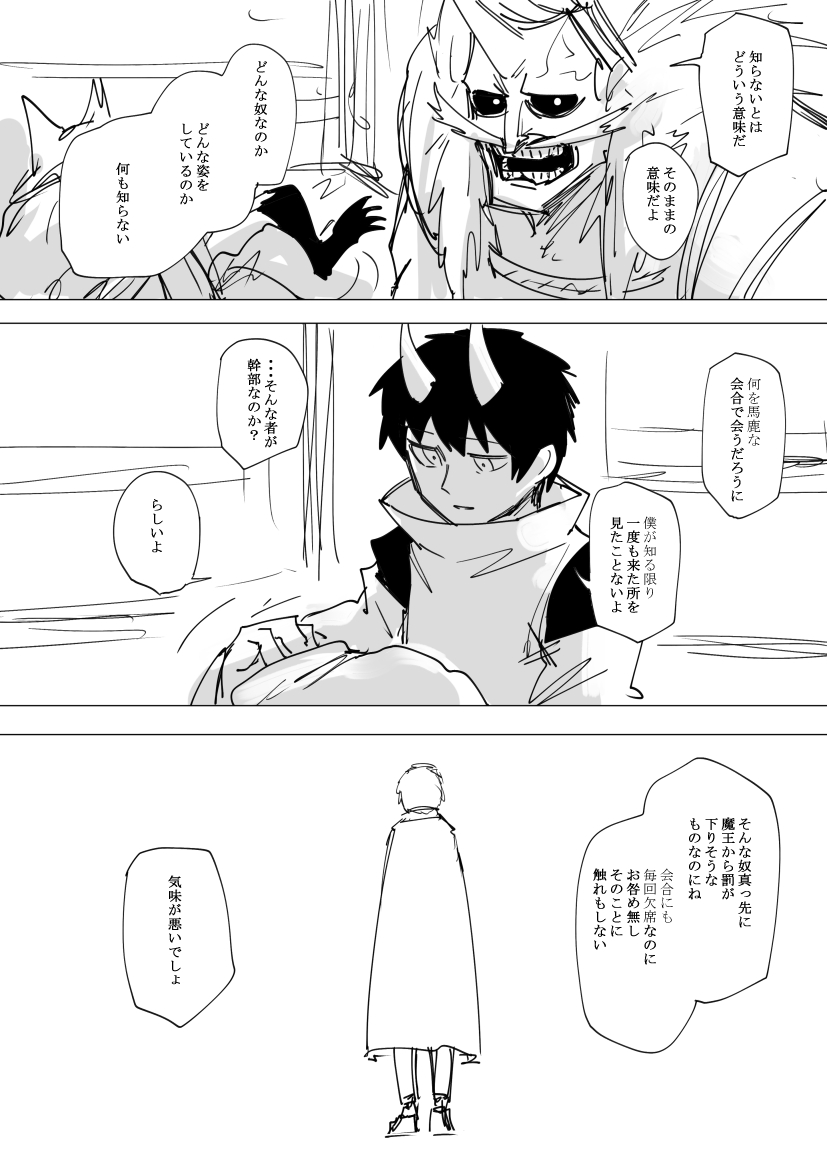 知らないとは
どういう意味だ
そのままの
意味だよ
どんな奴なのか
どんな姿を
しているのか
何も知らない
何を馬鹿な
会合で会うだろうに
僕が知る限り
一度も来た所を
見たことないよ
・・・そんな者が
幹部なのか？
らしいよ
そんな奴真っ先に
魔王から罰が
下りそうな
ものなのにね
会合にも
毎回欠席なのに
お咎め無し
そのことに
触れもしない
気味が悪いでしょ